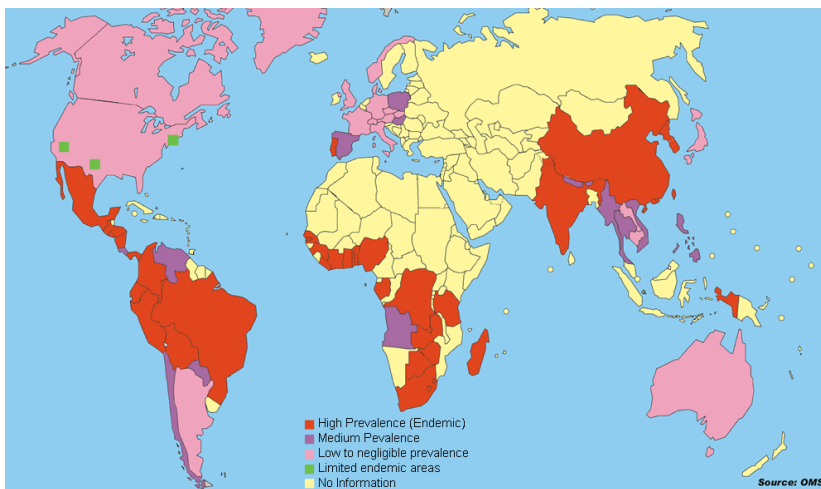 High Prevalence (Endemic)
Medium Pevalence
Low to negligible prevalence
Limited endemic areas
No Information
Source: OMS